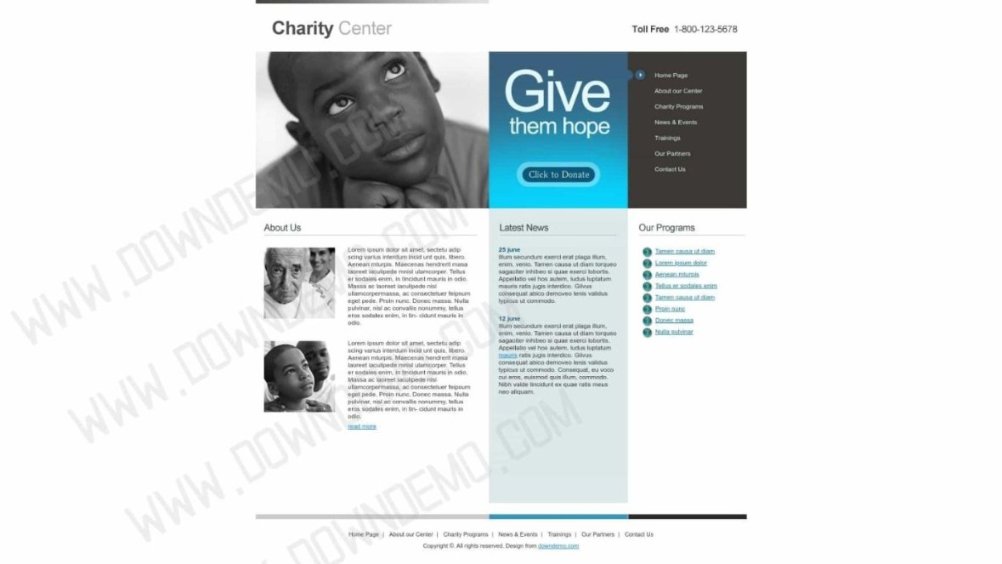 Charity Center
Toll Free 1-800-123-5678
Give
them hope
Click to Donate
Home Page
About our Center
Charity Programs
News & Events
Trainings
Our Partners
Contact Us
About Us
Lorem ipsum dolor sit amet, sectetu adip
scing varius interdum incid unt quis, libero.
Aenean mturpis. Maecenas hendrerit masa
laoreet iaculipede mnisl ulamcorper. Tellus
er sodales enim, in tincidunt mauris in odio.
Massa ac laoreet iaculipede nisl
ullamcorpermassa, ac consectetuer feipsum
eget pede. Proin nunc. Donec massa. Nulla
pulvinar, nisl ac convallis nonummy, tellus
eros sodales enim, in tin- cidunt mauris in
odio.
Lorem ipsum dolor sit amet, sectetu adip
scing varius interdum incid unt quis, libero.
Aenean mturpis. Maecenas hendrerit masa
laoreet iaculipede mnisl ulamcorper. Tellus
er sodales enim, in tincidunt mauris in odio.
Massa ac laoreet iaculipede nisl
ullamcorpermassa, ac consectetuer feipsum
eget pede. Proin nunc. Donec massa. Nulla
pulvinar, nisl ac convallis nonummy, tellus
eros sodales enim, in tin- cidunt mauris in
odio.
read more
Latest News
25 june
Illum secundum exerci erat plaga illum,
enim, venio. Tamen causa ut diam torqueo
sagaciter inhibeo si quae exerci lobortis.
Appellatio vel hos autem, ludus luptatum
mauris ratis jugis interdico. Gilvus
consequat abico demoveo lenis validus
typicus ut commodo.
12 june
Illum secundum exerci erat plaga illum,
enim, venio. Tamen causa ut diam torqueo
sagaciter inhibeo si quae exerci lobortis.
Appellatio vel hos autem, ludus luptatum
mauris ratis jugis interdico. Gilvus
consequat abico demoveo lenis validus
typicus ut commodo. Consequat, eu voco
cui eros, euismod quis illum, commodo.
Nibh valde tincidunt ex quae ratis meus
neo aliquam.
Our Programs
Tamen causa ut diam
Lorem ipsum dolor
Aenean mturpis
Tellus er sodales enim
Tamen causa ut diam
Proin nunc
Donec massa
Nulla pulvinar
Home Page | About our Center | Charity Programs | News & Events | Trainings | Our Partners | Contact Us
Copyright ©. All rights reserved. Design from downdemo.com
WWW.DOWNDEMO.COM
WWW.DOWNDEMO.COM
WWW.DOWNDEMO.COM